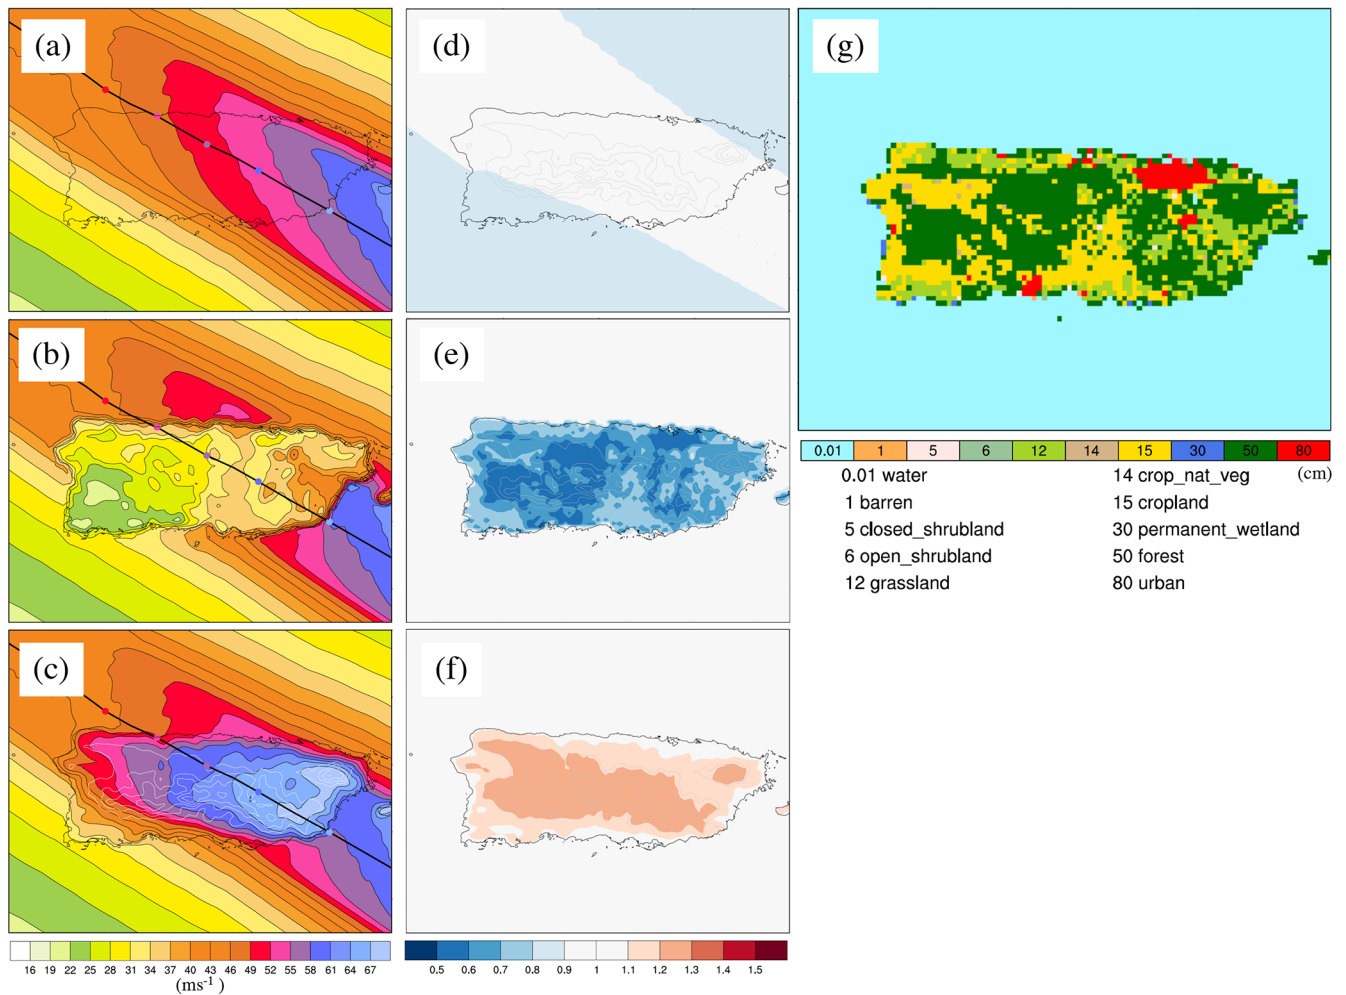 (a)
(d)
(g)
(b)
(e)
(c)
(f)
0.01 1 5 6 12 14 15 30 50 80
0.01 water
1 barren
5 closed_shrubland
6 open_shrubland
12 grassland
14 crop_nat_veg (cm)
15 cropland
30 permanent_wetland
50 forest
80 urban
16 19 22 25 28 31 34 37 40 43 46 49 52 55 58 61 64 67
(ms-1 )
0.5 0.6 0.7 0.8 0.9 1 1.1 1.2 1.3 1.4 1.5